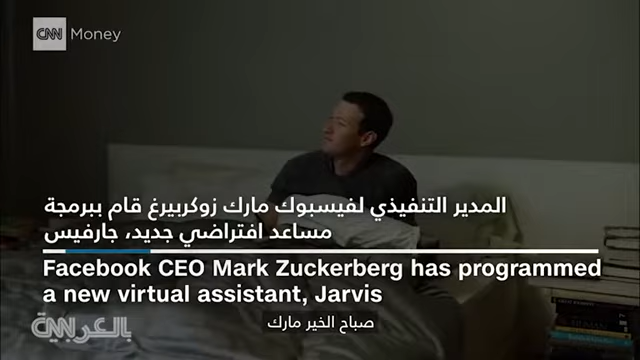 CNN Money
المدير التنفيذي لفيسبوك مارك زوكربيرغ قام ببرمجة
مساعد افتراضي جديد، جارفيس
Facebook CEO Mark Zuckerberg has programmed
a new virtual assistant, Jarvis
CNN بالعربية
صباح الخير مارك